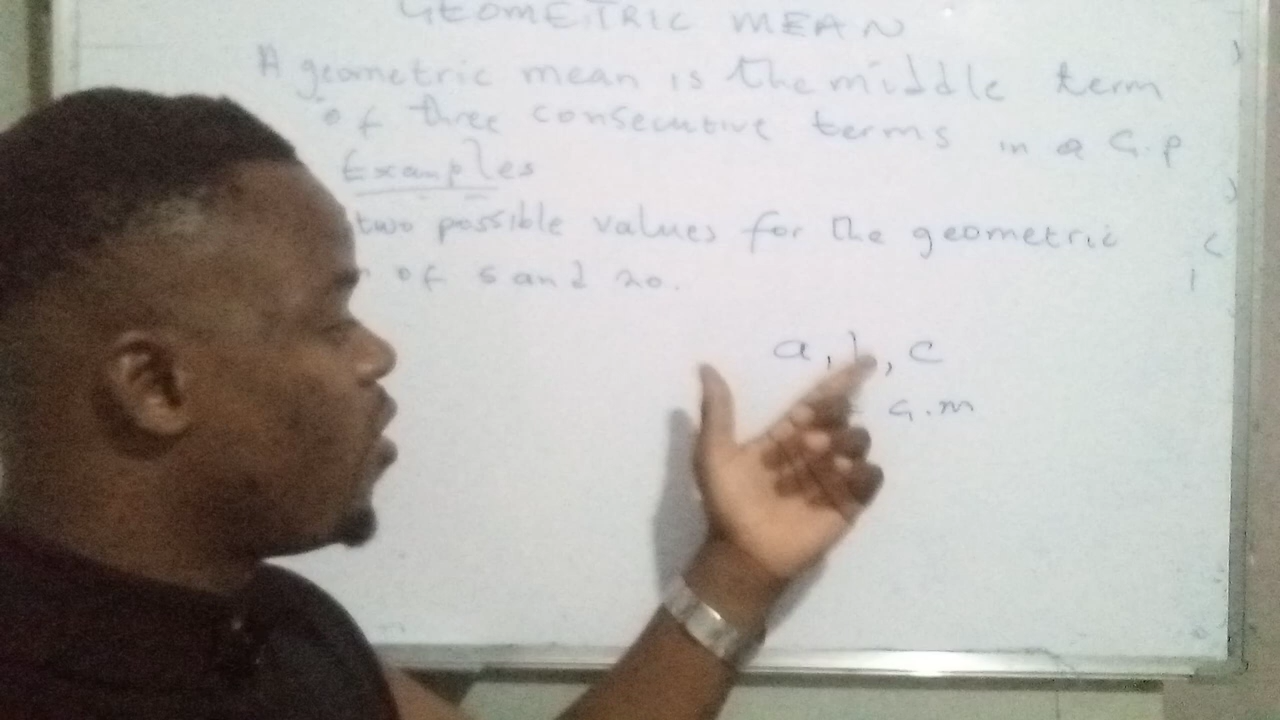 GEOMETRIC MEAN
A geometric mean is the middle term
of three consecutive terms in a G.P
Examples
two possible values for the geometric
of 5 and 20.
a, b, c
G.m